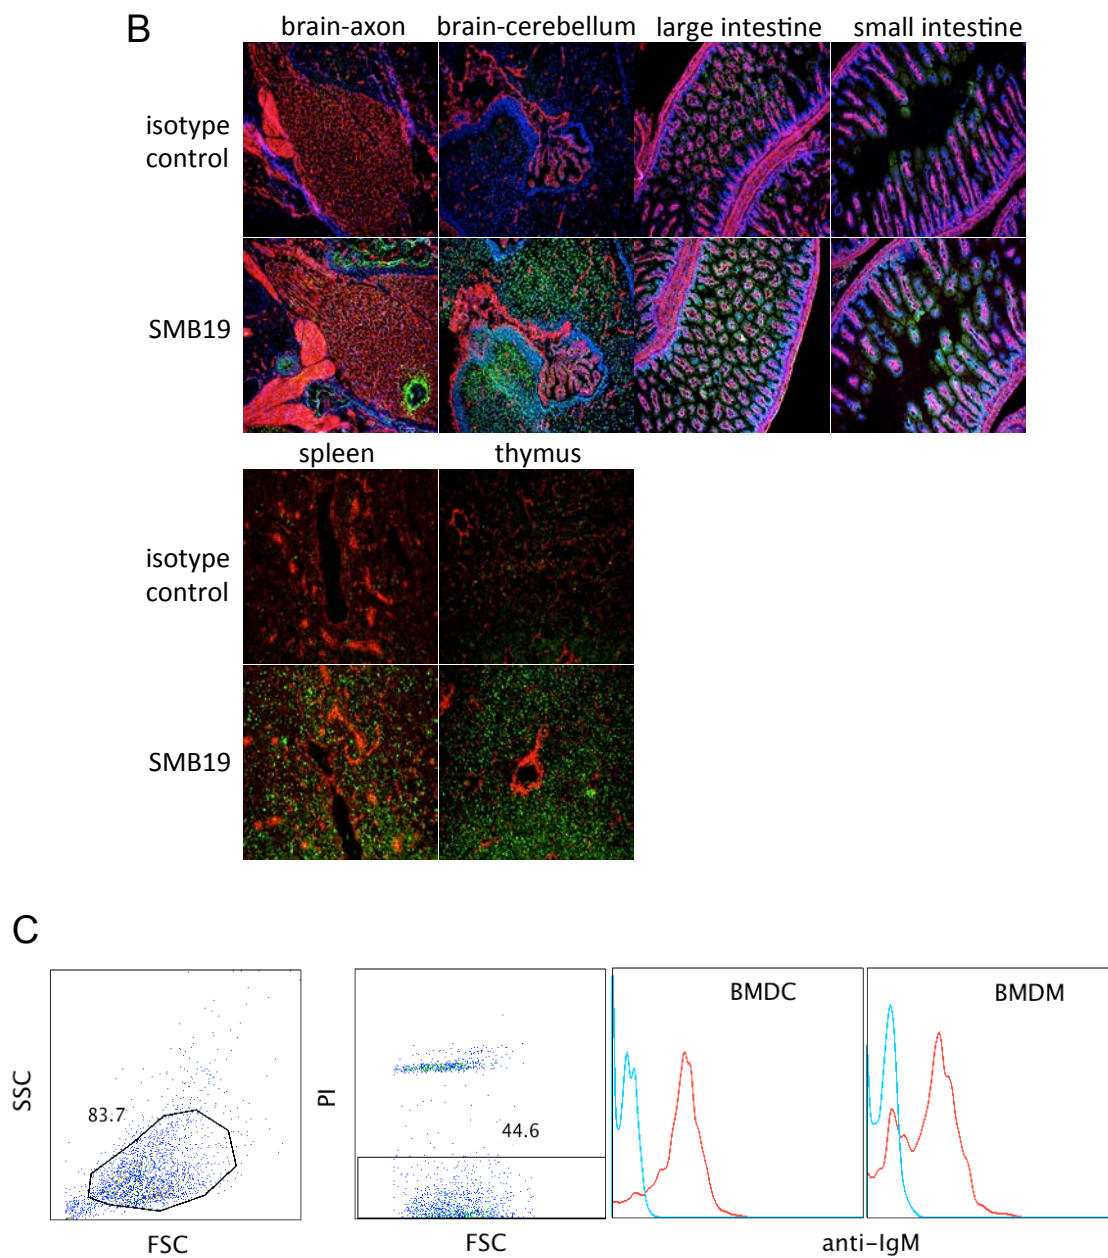 B
brain-axon brain-cerebellum large intestine small intestine
isotype
control
SMB19
spleen thymus
isotype
control
SMB19
C
SSC
83.7
FSC
PI
44.6
FSC
BMDC
BMDM
anti-IgM